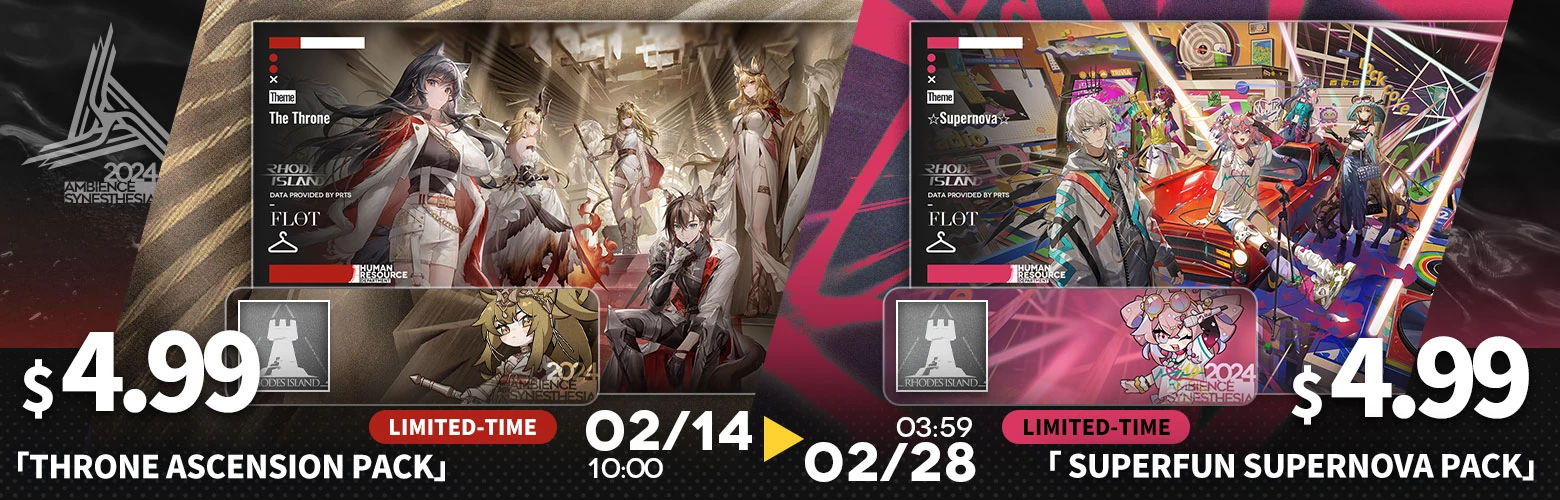 2024
AMBIENCE
SYNESTHESIA
Theme
The Throne
RHODES
ISLAND
DATA PROVIDED BY PRTS
FLOT
HUMAN
RESOURCE
DEPARTMENT
RHODES ISLAND
2024
AMBIENCE
SYNESTHESIA
$4.99
LIMITED-TIME
「THRONE ASCENSION PACK」
02/14
10:00
03:59
02/28
Theme
☆Supernova☆
RHODES
ISLAND
DATA PROVIDED BY PRTS
FLOT
HUMAN
RESOURCE
DEPARTMENT
TRIVIA
RHODES ISLAND
2024
AMBIENCE
SYNESTHESIA
$4.99
LIMITED-TIME
「 SUPERFUN SUPERNOVA PACK」